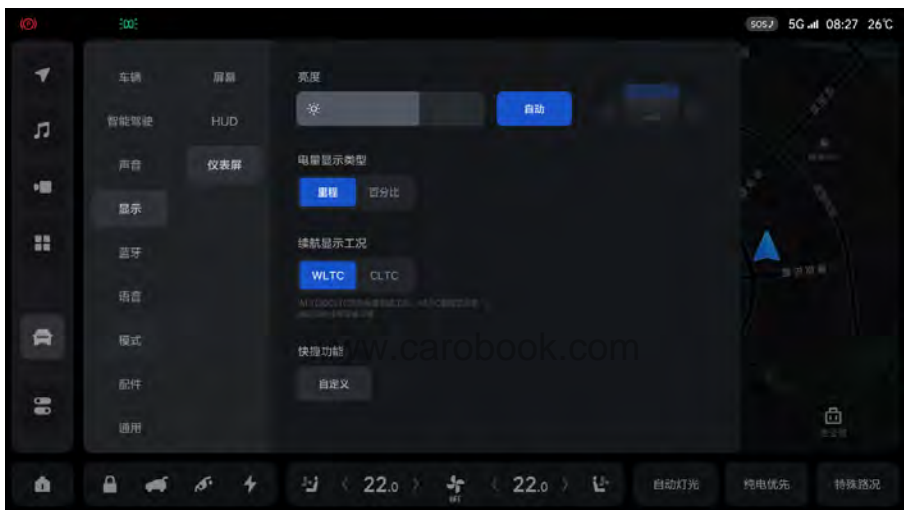 SOS 5G 08:27 26℃
车辆
智能驾驶
声音
显示
蓝牙
语音
模式
配件
通用
屏幕
HUD
仪表屏
亮度
自动
电量显示类型
里程 百分比
续航显示工况
WLTC CLTC
快捷功能
自定义
www.carobook.com
22.0 OFF 22.0 自动灯光 纯电优先 特殊路况